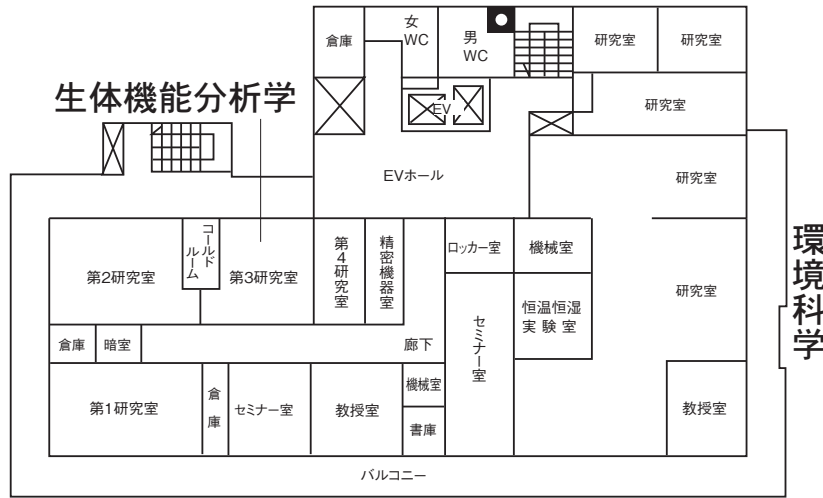 女
WC
男
WC
倉庫
研究室
研究室
生体機能分析学
EV
研究室
EVホール
研究室
コールド
ルーム
第2研究室
第3研究室
第4研究室
精密機器室
ロッカー室
機械室
環境科学
研究室
恒温恒湿
実験室
セミナー室
倉庫
暗室
廊下
機械室
第1研究室
倉庫
セミナー室
教授室
書庫
教授室
バルコニー